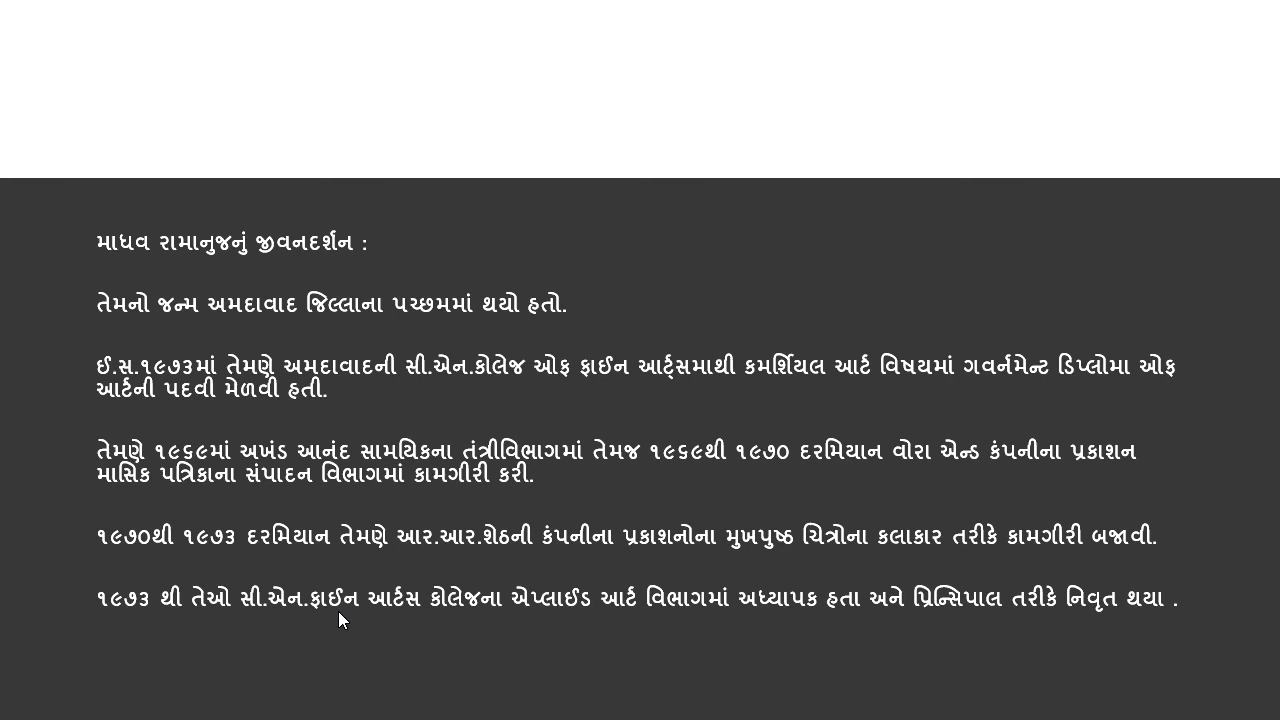 માધવ રામાનુજનું જીવનદર્શન :
તેમનો જન્મ અમદાવાદ જિલ્લાના પચ્છમમાં થયો હતો.
ઈ.સ.૧૯૭૩માં તેમણે અમદાવાદની સી.એન.કોલેજ ઓફ ફાઈન આર્ટ્સમાથી કમર્શિયલ આર્ટ વિષયમાં ગવર્નમેન્ટ ડિપ્લોમા ઓફ
આર્ટની પદવી મેળવી હતી.
તેમણે ૧૯૬૯માં અખંડ આનંદ સામયિકના તંત્રીવિભાગમાં તેમજ ૧૯૬૯થી ૧૯૭૦ દરમિયાન વોરા એન્ડ કંપનીના પ્રકાશન
માસિક પત્રિકાના સંપાદન વિભાગમાં કામગીરી કરી.
૧૯૭૦થી ૧૯૭૩ દરમિયાન તેમણે આર.આર.શેઠની કંપનીના પ્રકાશનોના મુખપુષ્ઠ ચિત્રોના કલાકાર તરીકે કામગીરી બજાવી.
૧૯૭૩ થી તેઓ સી.એન.ફાઈન આર્ટસ કોલેજના એપ્લાઈડ આર્ટ વિભાગમાં અધ્યાપક હતા અને પ્રિન્સિપાલ તરીકે નિવૃત થયા .